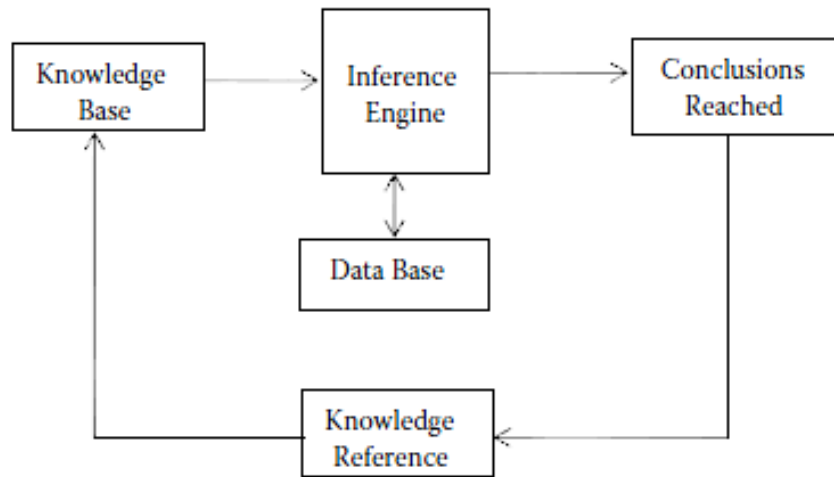 Knowledge
Base
Inference
Engine
Conclusions
Reached
Data Base
Knowledge
Reference